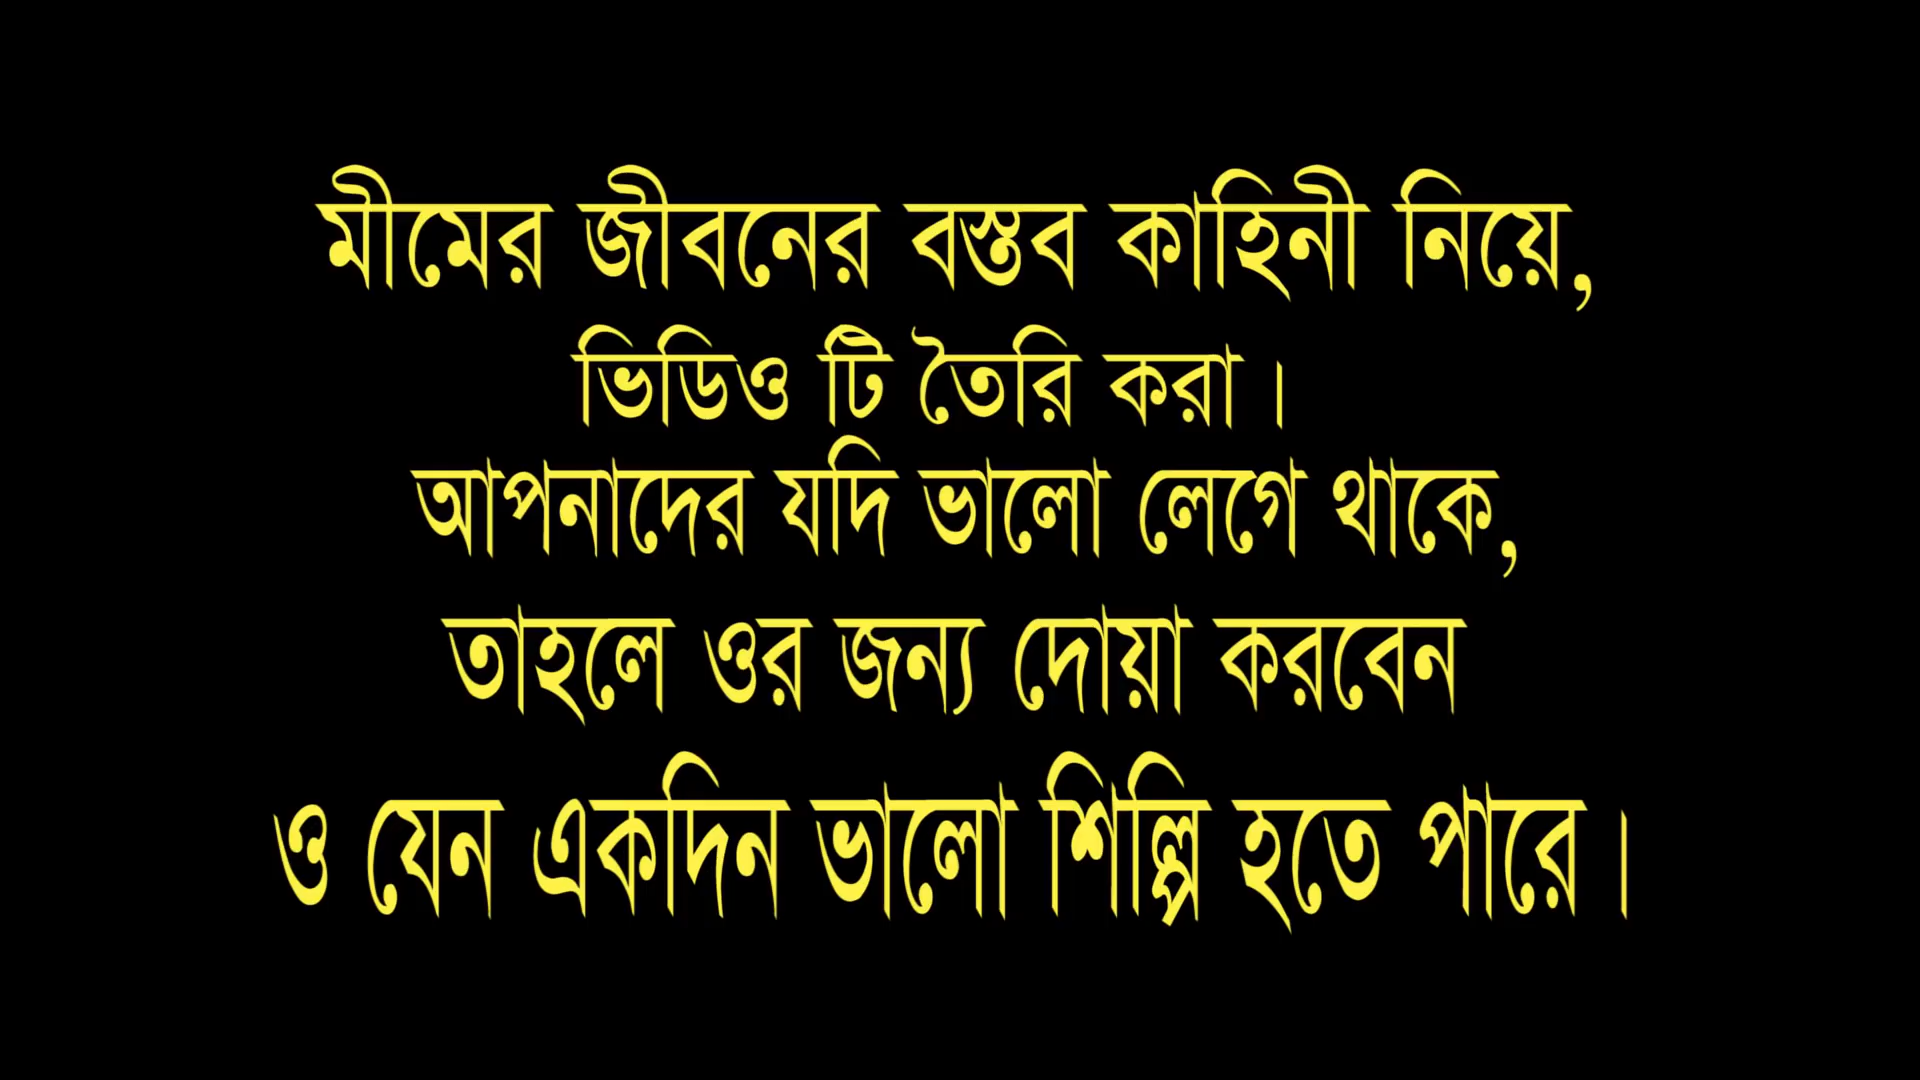 মীমের জীবনের বস্তব কাহিনী নিয়ে,
ভিডিও টি তৈরি করা।
আপনাদের যদি ভালো লেগে থাকে,
তাহলে ওর জন্য দোয়া করবেন
ও যেন একদিন ভালো শিল্পি হতে পারে।